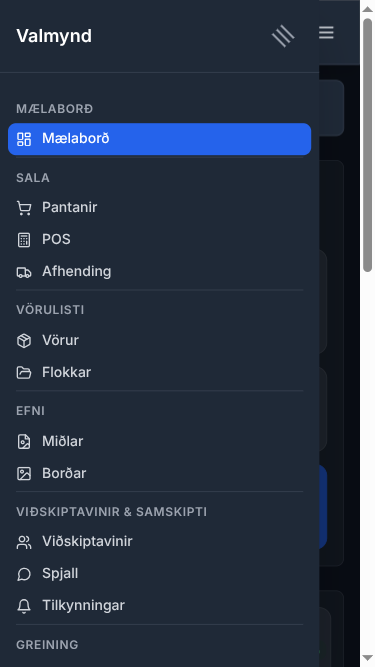 Valmynd
MÆLABORÐ
Mælaborð
SALA
Pantanir
POS
Afhending
VÖRULISTI
Vörur
Flokkar
EFNI
Miðlar
Borðar
VIÐSKIPTAVINIR & SAMSKIPTI
Viðskiptavinir
Spjall
Tilkynningar
GREINING